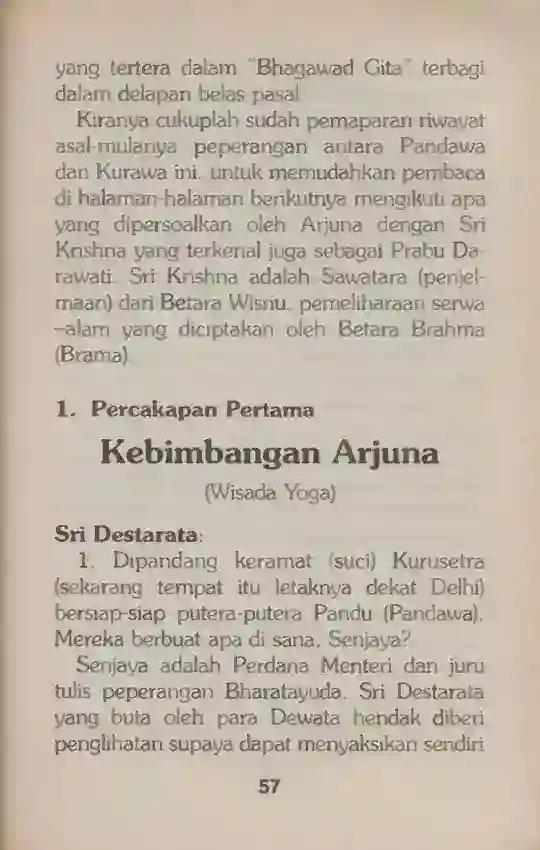 yang tertera dalam "Bhagawad Gita" terbagi
dalam delapan belas pasal.
Kiranya cukuplah sudah pemaparan riwayat
asal-mulanya peperangan antara Pandawa
dan Kurawa ini, untuk memudahkan pembaca
di halaman-halaman berikutnya mengikuti apa
yang dipersoalkan oleh Arjuna dengan Sri
Krishna yang terkenal juga sebagai Prabu Da-
rawati. Sri Krishna adalah Sawatara (penjel-
maan) dari Betara Wisnu, pemeliharaan serwa
-alam yang diciptakan oleh Betara Brahma
(Brama).
1. Percakapan Pertama
Kebimbangan Arjuna
(Wisada Yoga)
Sri Destarata:
1. Dipandang keramat (suci) Kurusetra
(sekarang tempat itu letaknya dekat Delhi)
bersiap-siap putera-putera Pandu (Pandawa).
Mereka berbuat apa di sana, Senjaya?
Senjaya adalah Perdana Menteri dan juru
tulis peperangan Bharatayuda. Sri Destarata
yang buta oleh para Dewata hendak diberi
penglihatan supaya dapat menyaksikan sendiri
57